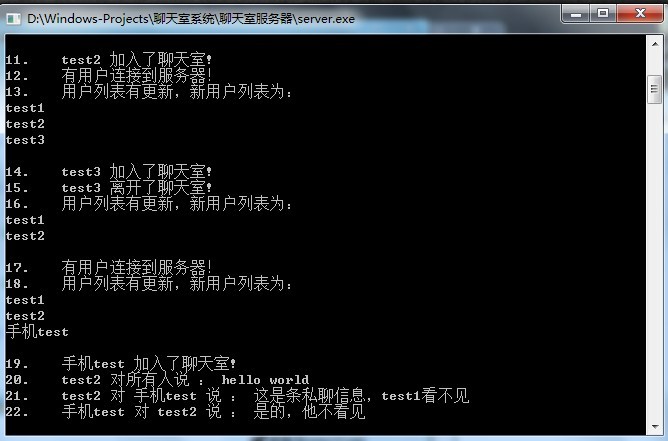 D:\Windows-Projects\聊天室系统\聊天室服务器\server.exe
11. test2 加入了聊天室!
12. 有用户连接到服务器!
13. 用户列表有更新，新用户列表为:
test1
test2
test3
14. test3 加入了聊天室!
15. test3 离开了聊天室!
16. 用户列表有更新，新用户列表为:
test1
test2
17. 有用户连接到服务器!
18. 用户列表有更新，新用户列表为:
test1
test2
手机test
19. 手机test 加入了聊天室!
20. test2 对所有人说 : hello world
21. test2 对 手机test 说 : 这是条私聊信息，test1看不见
22. 手机test 对 test2 说 : 是的，他不看见